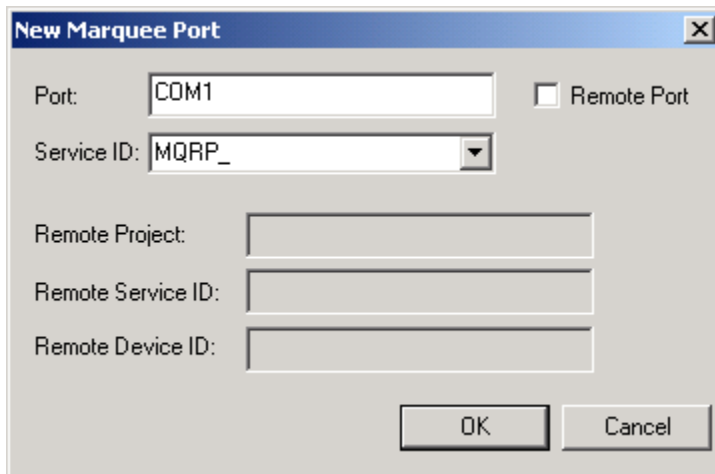 New Marquee Port
Port: COM1 Remote Port
Service ID: MQRP_
Remote Project:
Remote Service ID:
Remote Device ID:
OK Cancel